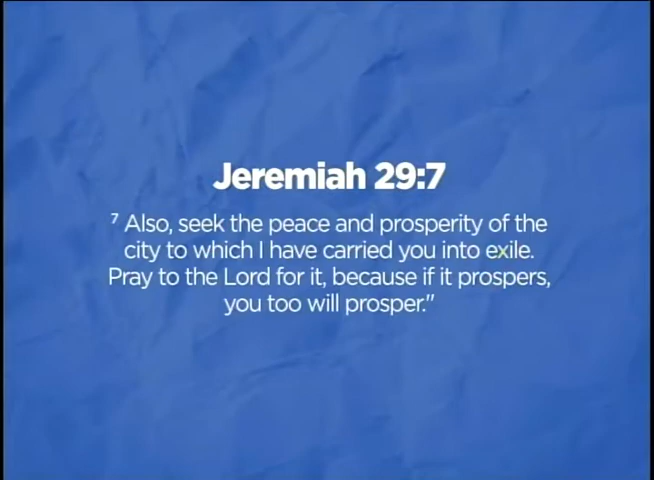 Jeremiah 29:7
⁷ Also, seek the peace and prosperity of the
city to which I have carried you into exile.
Pray to the Lord for it, because if it prospers,
you too will prosper."